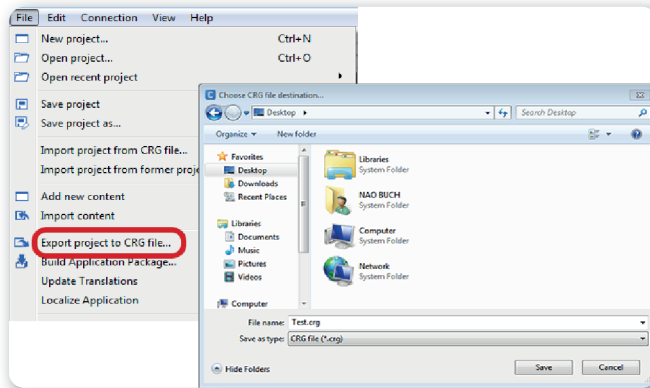 File Edit Connection View Help
New project... Ctrl+N
Open project... Ctrl+O
Open recent project
Save project
Save project as...
Import project from CRG file...
Import project from former proje
Add new content
Import content
Export project to CRG file...
Build Application Package...
Update Translations
Localize Application
Choose CRG file destination...
Desktop
Search Desktop
Organize
New folder
Favorites
Desktop
Downloads
Recent Places
Libraries
Documents
Music
Pictures
Videos
Computer
Libraries
System Folder
NAO BUCH
Computer
System Folder
Network
System Folder
File name: Test.crg
Save as type: CRG file (*.crg)
Hide Folders
Save
Cancel